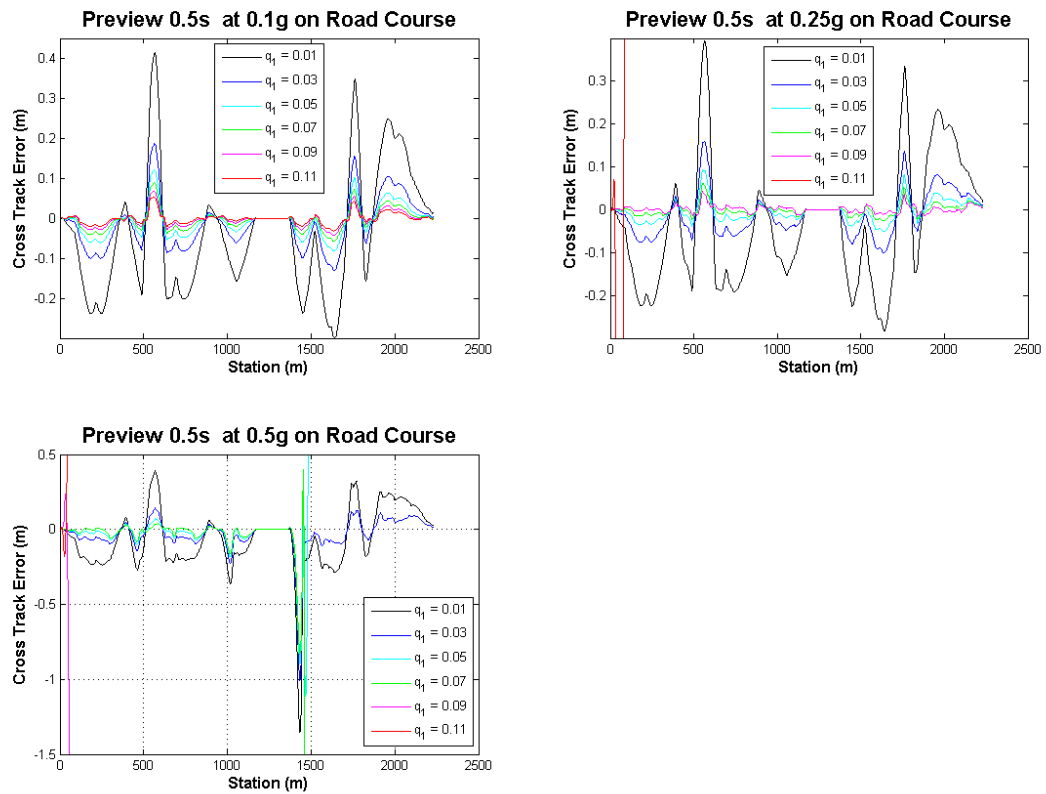 Preview 0.5s at 0.1g on Road Course
Cross Track Error (m)
0.4
0.3
0.2
0.1
0
-0.1
-0.2
0 500 1000 1500 2000 2500
Station (m)
q1 = 0.01
q1 = 0.03
q1 = 0.05
q1 = 0.07
q1 = 0.09
q1 = 0.11
Preview 0.5s at 0.25g on Road Course
Cross Track Error (m)
0.3
0.2
0.1
0
-0.1
-0.2
0 500 1000 1500 2000 2500
Station (m)
q1 = 0.01
q1 = 0.03
q1 = 0.05
q1 = 0.07
q1 = 0.09
q1 = 0.11
Preview 0.5s at 0.5g on Road Course
Cross Track Error (m)
0.5
0
-0.5
-1
-1.5
0 500 1000 1500 2000 2500
Station (m)
q1 = 0.01
q1 = 0.03
q1 = 0.05
q1 = 0.07
q1 = 0.09
q1 = 0.11